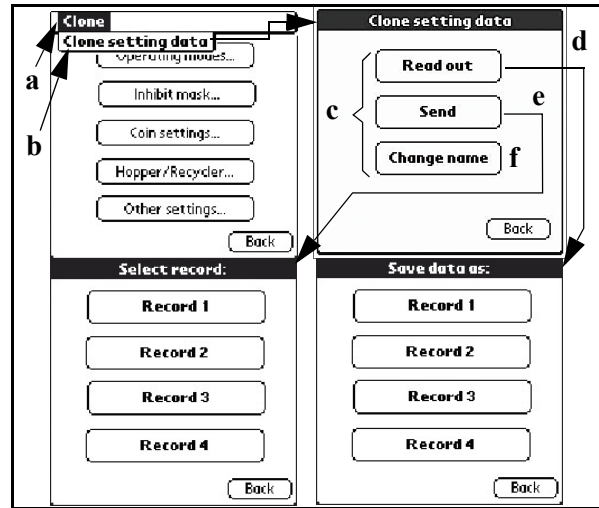 Clone
Clone setting data
Operating modes...
Inhibit mask...
Coin settings...
Hopper/Recycler...
Other settings...
Back
a
b
Clone setting data
Read out
Send
Change name
Back
c
d
e
f
Select record:
Record 1
Record 2
Record 3
Record 4
Back
Save data as:
Record 1
Record 2
Record 3
Record 4
Back